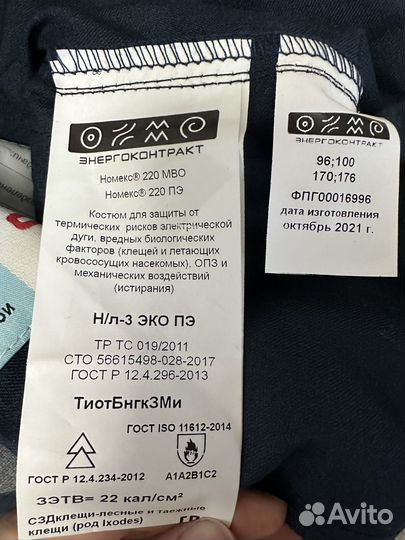 ЭНЕРГОКОНТРАКТ
Номекс® 220 МВО
Номекс® 220 ПЭ
Костюм для защиты от
термических рисков электрической
дуги, вредных биологических
факторов (клещей и летающих
кровососущих насекомых), ОПЗ и
механических воздействий
(истирания)
Н/л-3 ЭКО ПЭ
ТР ТС 019/2011
СТО 56615498-028-2017
ГОСТ Р 12.4.296-2013
ТиотБнгкЗМи
ГОСТ ISO 11612-2014
ГОСТ Р 12.4.234-2012
A1A2B1C2
ЗЭТВ= 22 кал/см²
СЗДклещи-лесные и таежные
клещи (род Ixodes)
ЭНЕРГОКОНТРАКТ
96;100
170;176
ФПГ00016996
дата изготовения
октябрь 2021 г.
Avito